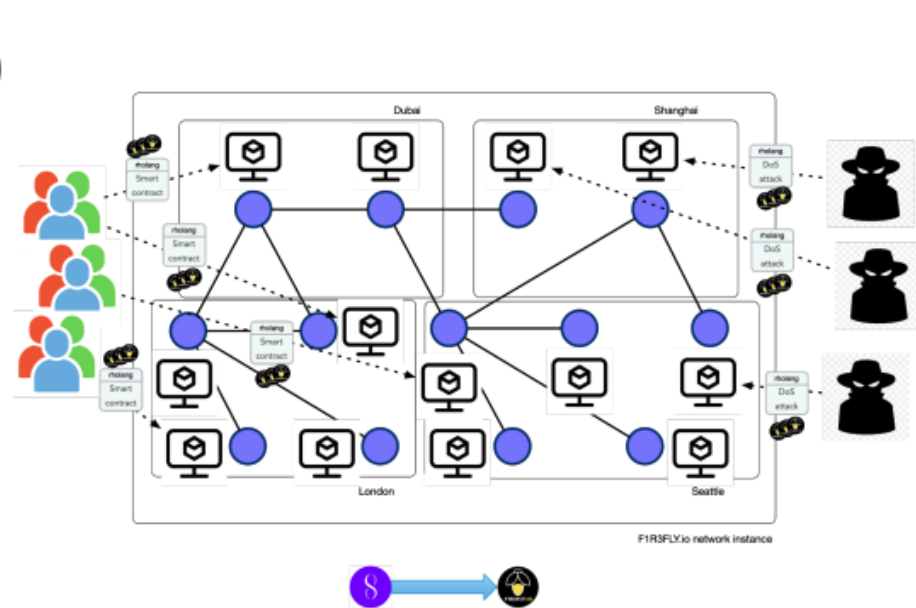 Dubai
Shanghai
rholang
Smart
contract
rholang
DoS
attack
rholang
Smart
contract
rholang
DoS
attack
rholang
Smart
contract
rholang
Smart
contract
rholang
DoS
attack
London
Seattle
F1R3FLY.io network instance